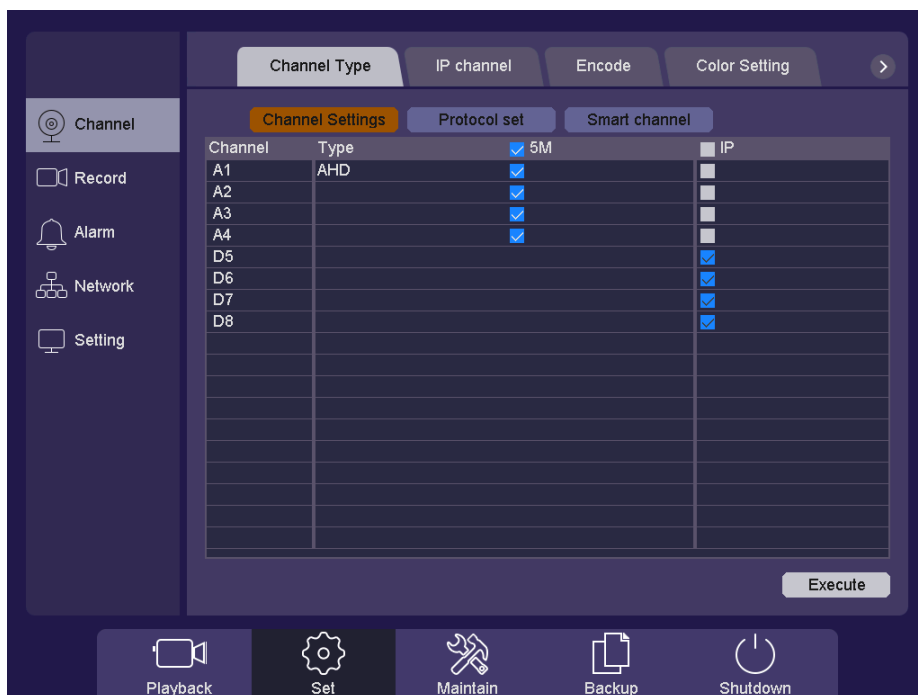 Channel Type IP channel Encode Color Setting
Channel
Record
Alarm
Network
Setting
Channel Settings Protocol set Smart channel
Channel Type 5M IP
A1 AHD
A2
A3
A4
D5
D6
D7
D8
Execute
Playback Set Maintain Backup Shutdown